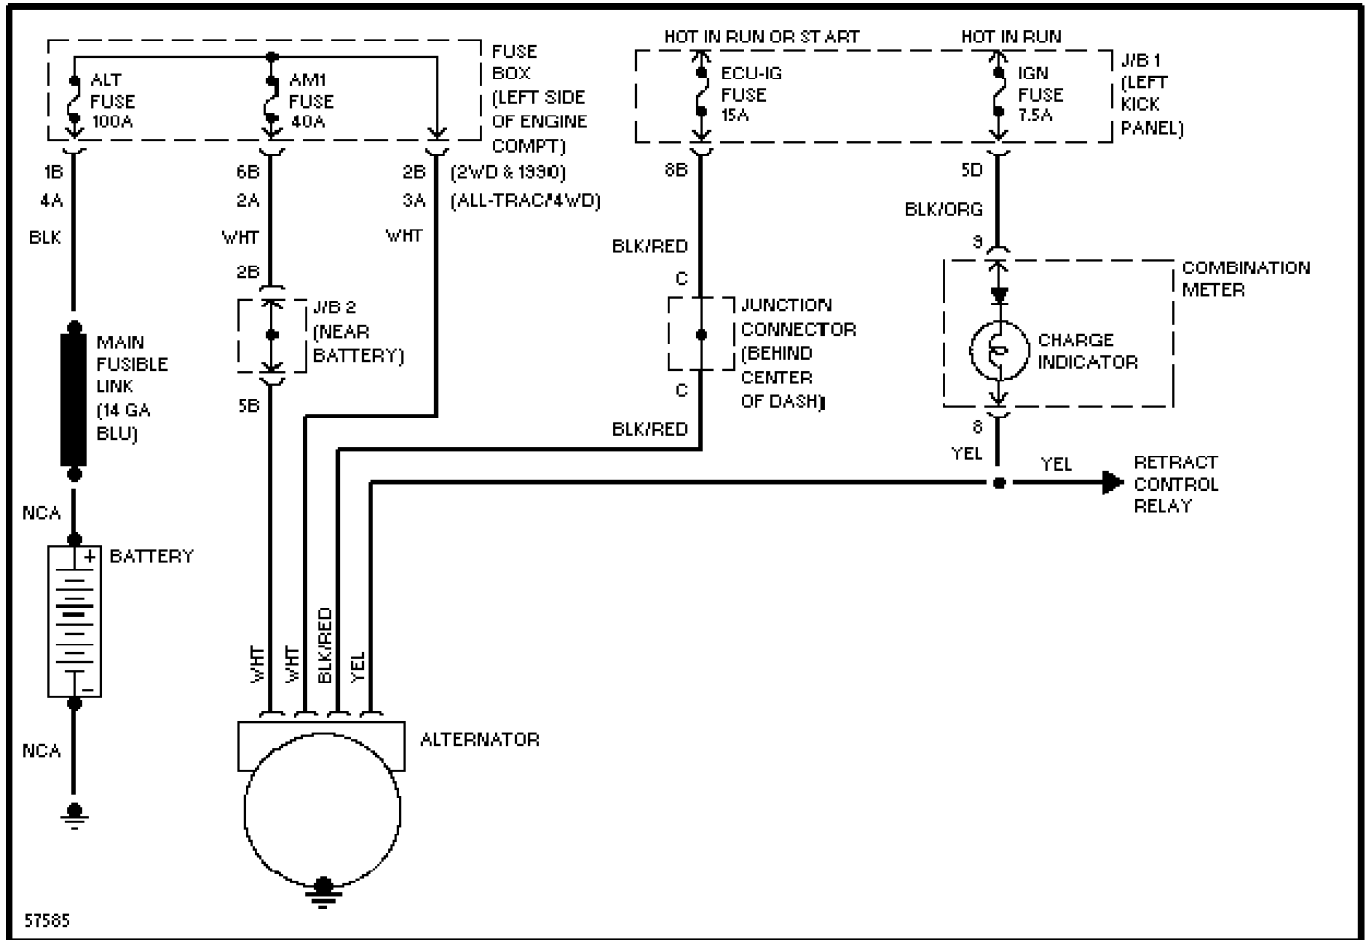 HOT IN RUN OR START
HOT IN RUN
ALT
FUSE
100A
AM1
FUSE
40A
FUSE
BOX
(LEFT SIDE
OF ENGINE
COMPT)
ECU-IG
FUSE
15A
IGN
FUSE
7.5A
J/B 1
(LEFT
KICK
PANEL)
1B
6B
2B
(2WD & 1990)
8B
5D
4A
2A
3A
(ALL-TRAC/4WD)
BLK
WHT
WHT
BLK/RED
BLK/ORG
9
2B
C
COMBINATION
METER
J/B 2
(NEAR
BATTERY)
JUNCTION
CONNECTOR
(BEHIND
CENTER
OF DASH)
CHARGE
INDICATOR
MAIN
FUSIBLE
LINK
(14 GA
BLU)
5B
C
BLK/RED
8
YEL
YEL
RETRACT
CONTROL
RELAY
NCA
+
BATTERY
-
WHT
WHT
BLK/RED
YEL
NCA
ALTERNATOR
57585